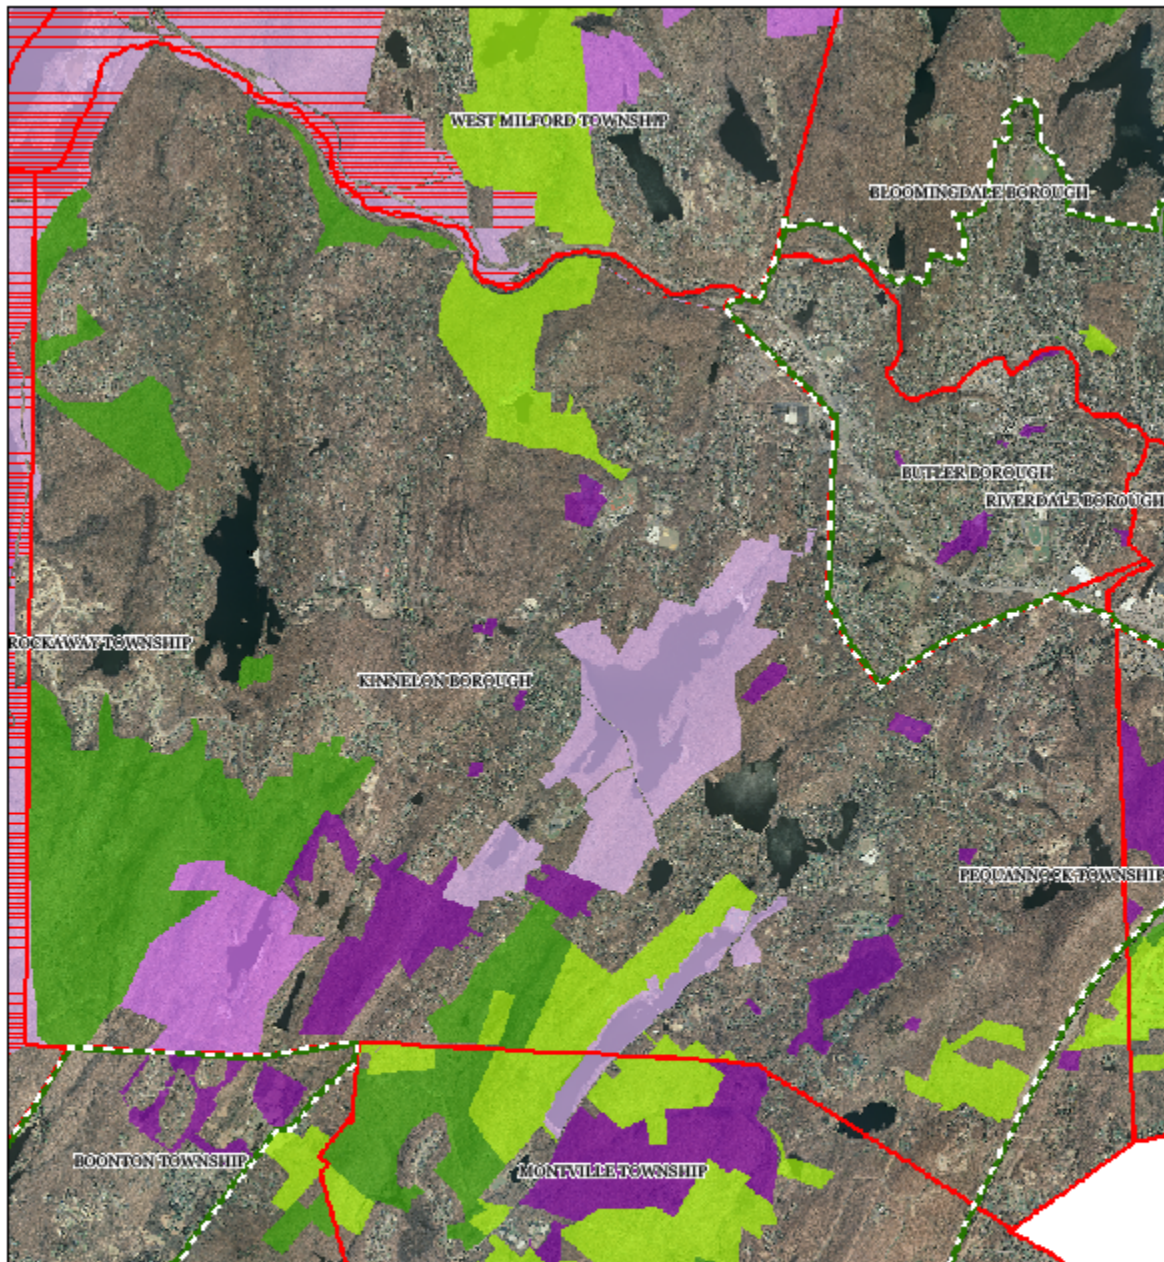 WEST MILFORD TOWNSHIP
BLOOMINGDALE BOROUGH
BUTLER BOROUGH
RIVERDALE BOROUGH
ROCKAWAY TOWNSHIP
KINNELON BOROUGH
PEQUANNOCK TOWNSHIP
BOONTON TOWNSHIP
MONTVILLE TOWNSHIP